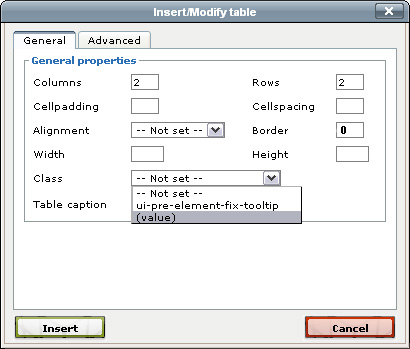 Insert/Modify table
General Advanced
General properties
Columns 2 Rows 2
Cellpadding Cellspacing
Alignment -- Not set -- Border 0
Width Height
Class -- Not set --
-- Not set --
Table caption ui-pre-element-fix-tooltip
(value)
Insert Cancel